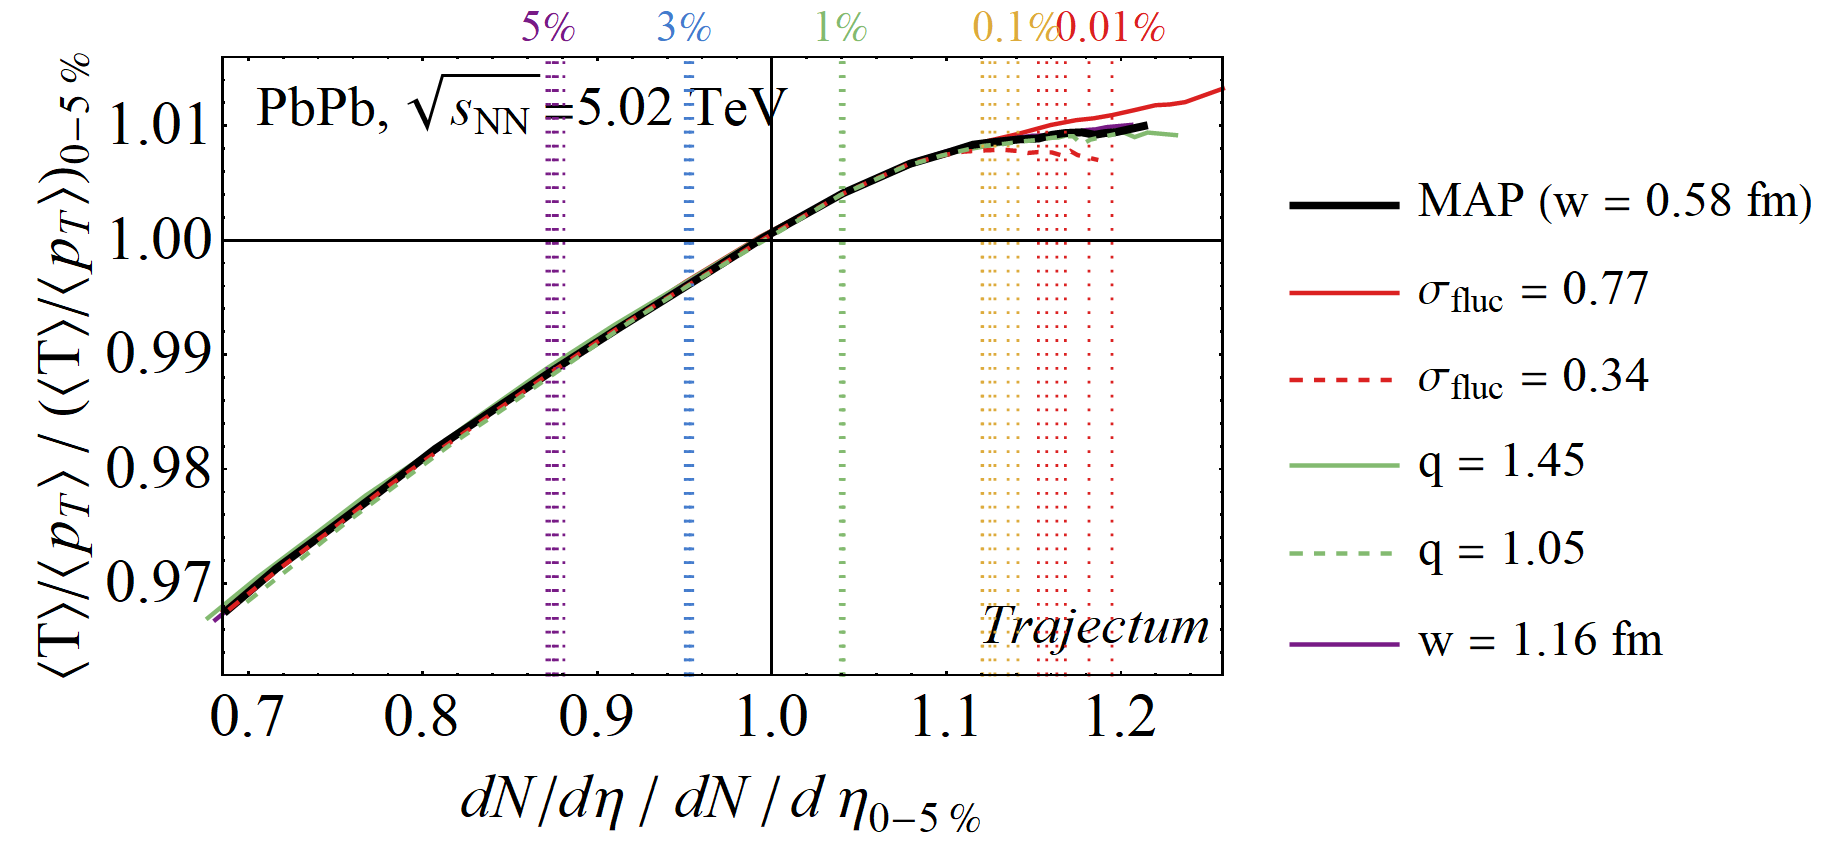 5% 3% 1% 0.1% 0.01%
PbPb, √sNN =5.02 TeV
⟨T⟩/⟨pT⟩ / (⟨T⟩/⟨pT⟩)0−5%
1.01
1.00
0.99
0.98
0.97
Trajectum
0.7 0.8 0.9 1.0 1.1 1.2
dN/dη / dN / d η0−5 %
MAP (w = 0.58 fm)
σfluc = 0.77
σfluc = 0.34
q = 1.45
q = 1.05
w = 1.16 fm